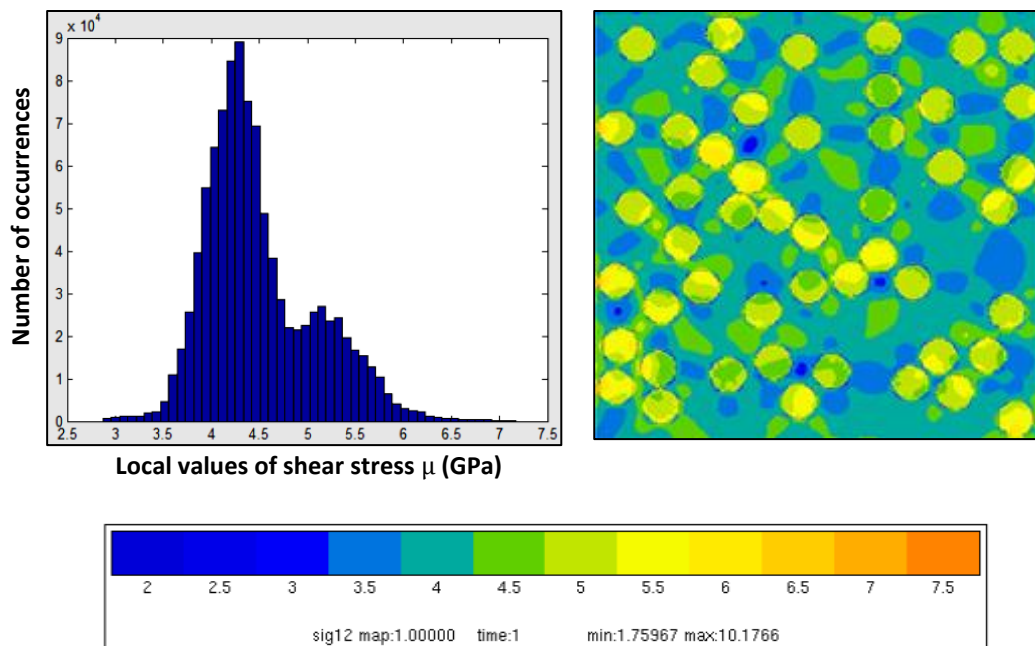 x 10⁴
9
8
7
6
5
4
3
2
1
0
2.5 3 3.5 4 4.5 5 5.5 6 6.5 7 7.5
Number of occurrences
Local values of shear stress μ (GPa)
2 2.5 3 3.5 4 4.5 5 5.5 6 6.5 7 7.5
sig12 map:1.00000 time:1 min:1.75967 max:10.1766